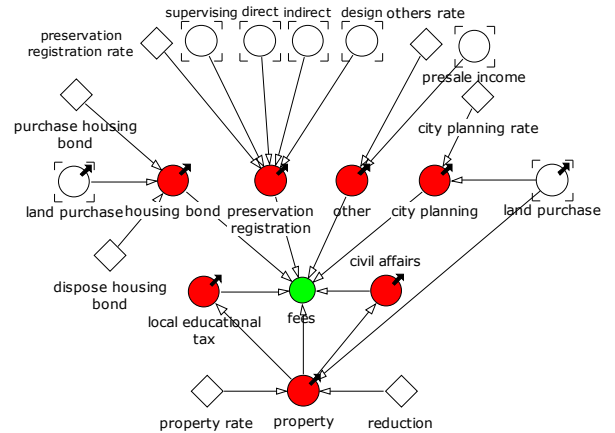 supervising direct indirect design others rate
preservation
registration rate
presale income
purchase housing
bond
city planning rate
land purchase housing bond preservation
registration
other city planning land purchase
dispose housing
bond
civil affairs
local educational
tax
fees
property rate property reduction